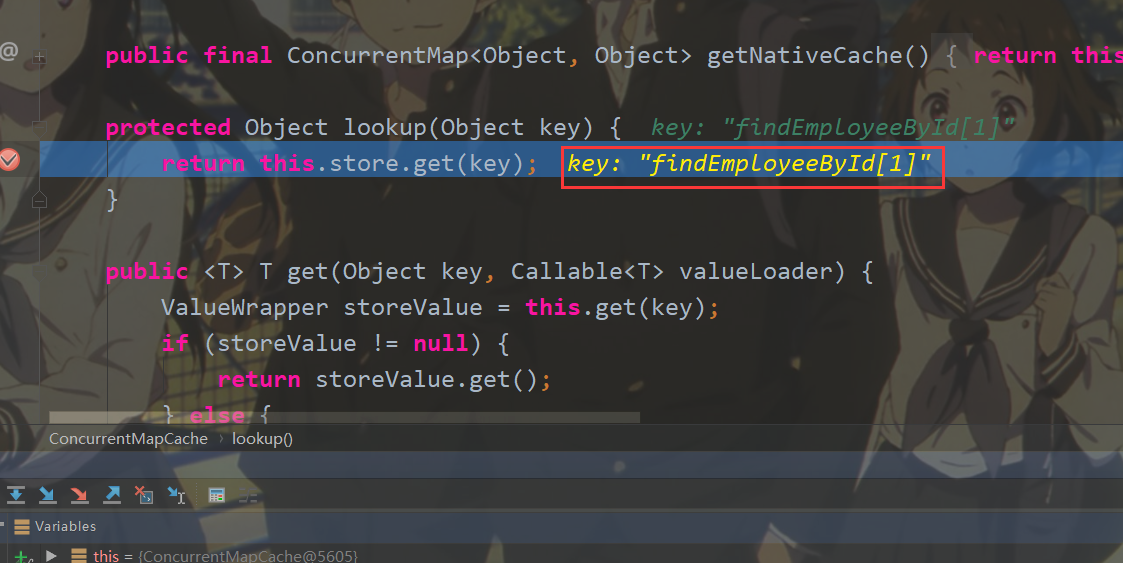 @
public final ConcurrentMap<Object, Object> getNativeCache() { return this
protected Object lookup(Object key) { key: "findEmployeeById[1]"
return this.store.get(key); key: "findEmployeeById[1]"
}
public <T> T get(Object key, Callable<T> valueLoader) {
ValueWrapper storeValue = this.get(key);
if (storeValue != null) {
return storeValue.get();
} else {
ConcurrentMapCache › lookup()
Variables
this = {ConcurrentMapCache@5605}